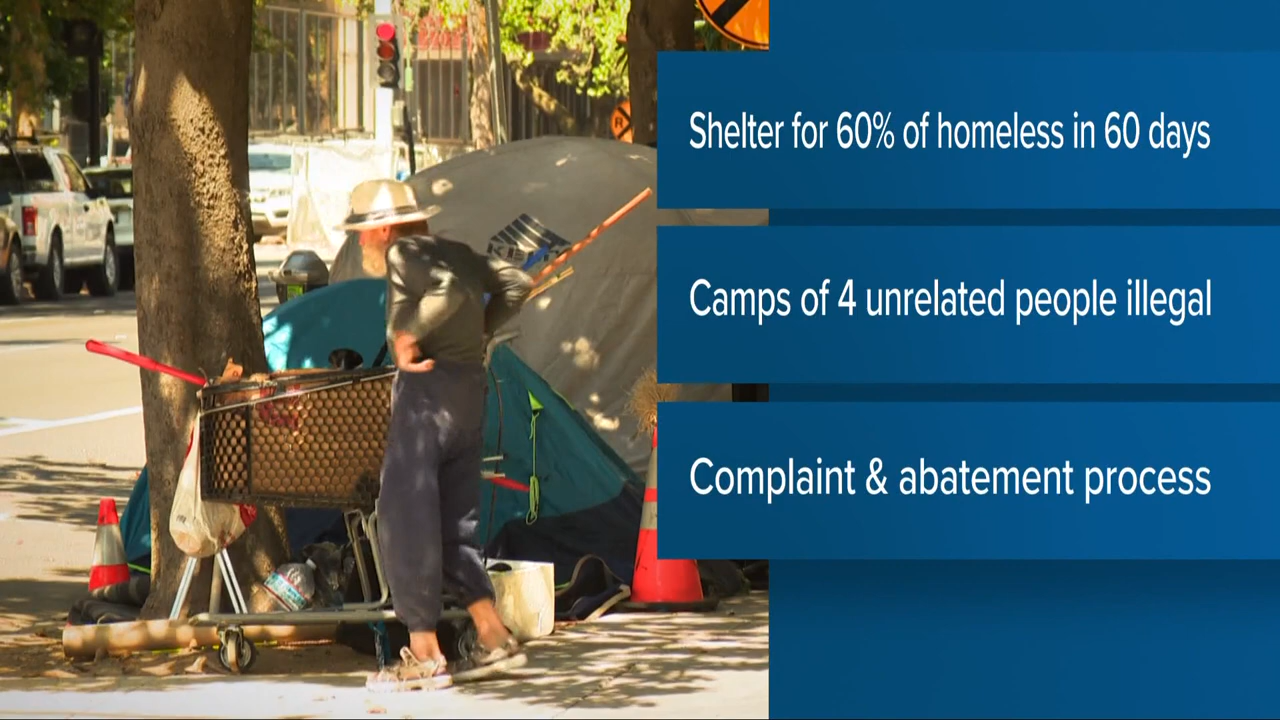 Shelter for 60% of homeless in 60 days
Camps of 4 unrelated people illegal
Complaint & abatement process
R